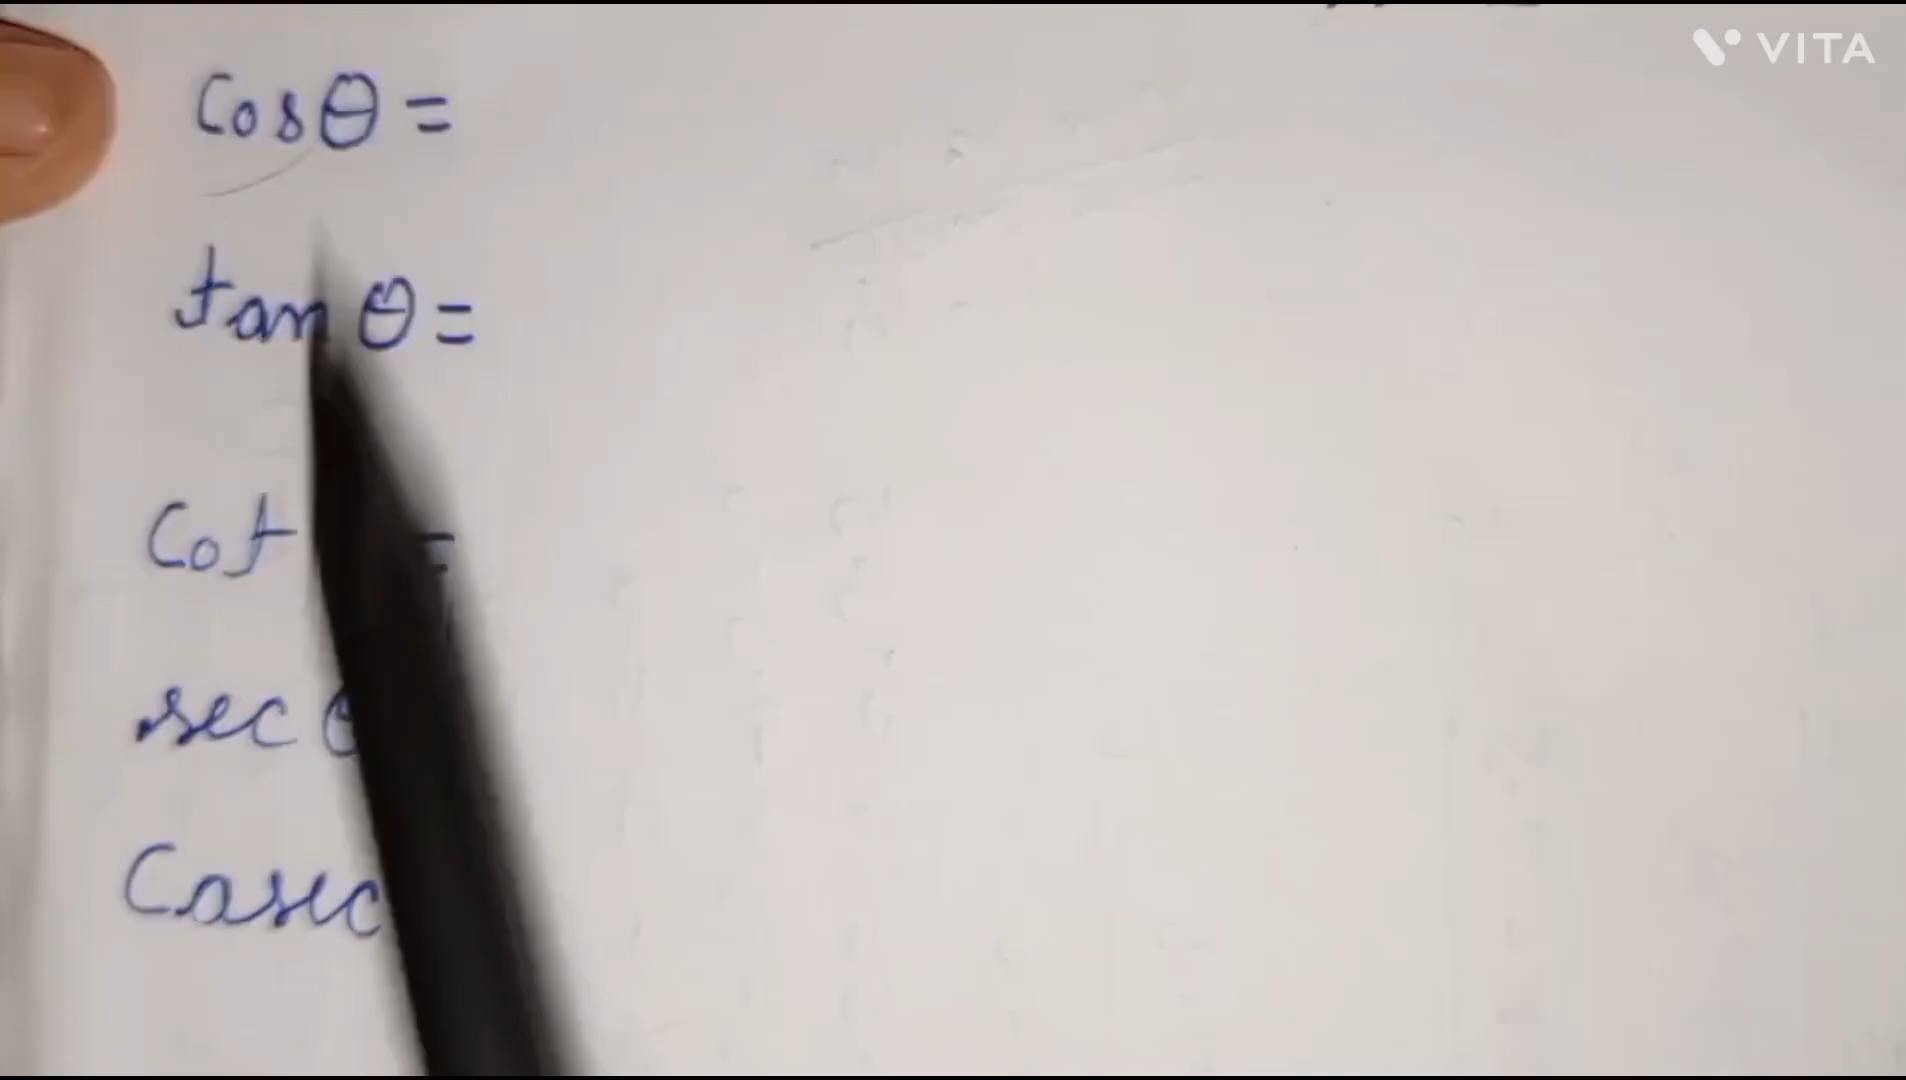 VITA
Cosθ =
tanθ =
Cot =
sec θ
Cosec